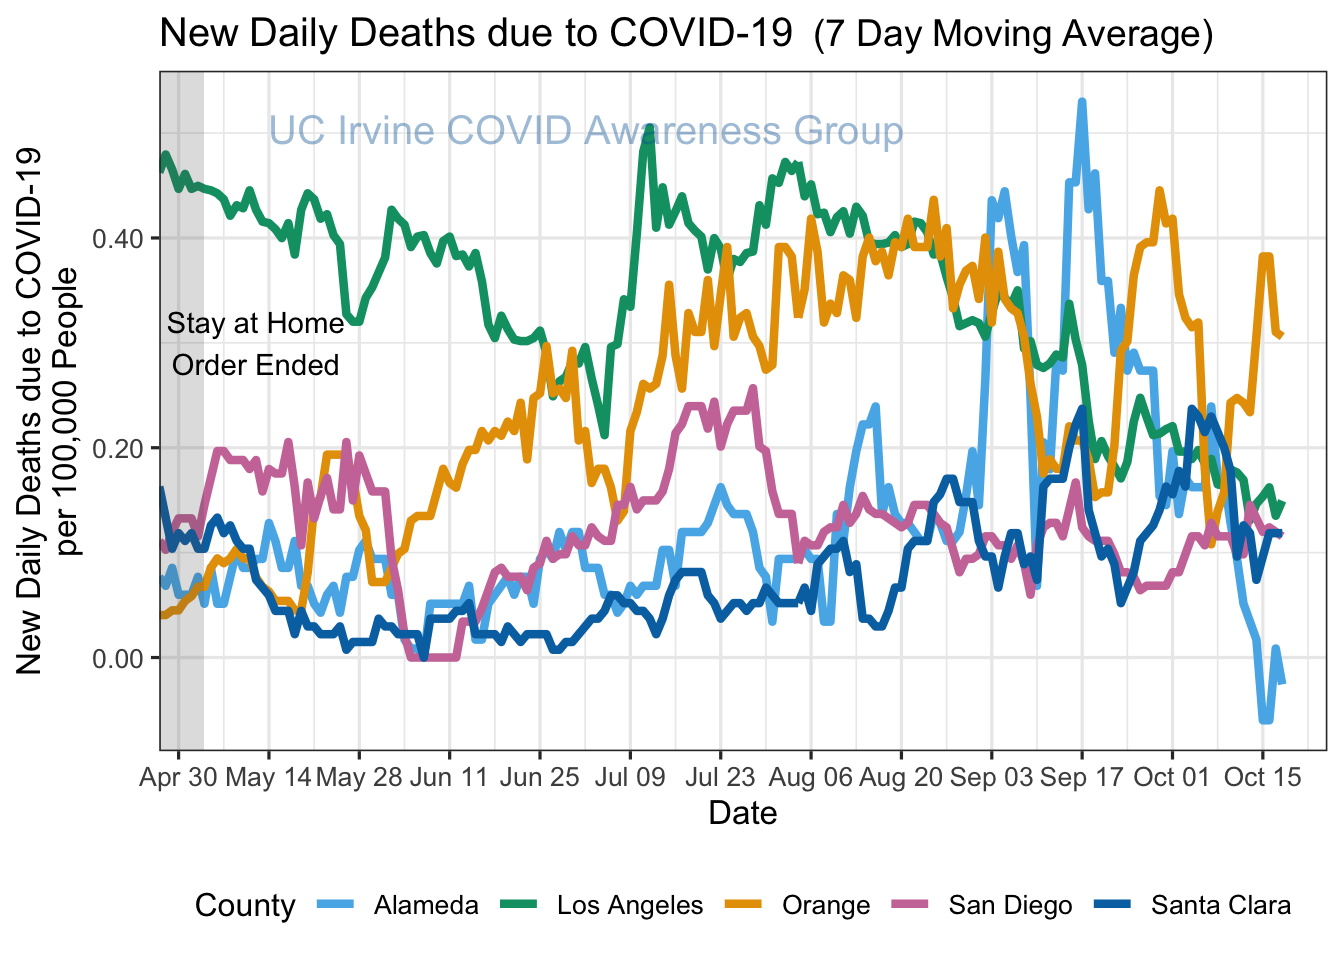 New Daily Deaths due to COVID-19 (7 Day Moving Average)
UC Irvine COVID Awareness Group
New Daily Deaths due to COVID-19
per 100,000 People
0.40
0.20
0.00
Stay at Home
Order Ended
Apr 30 May 14 May 28 Jun 11 Jun 25 Jul 09 Jul 23 Aug 06 Aug 20 Sep 03 Sep 17 Oct 01 Oct 15
Date
County Alameda Los Angeles Orange San Diego Santa Clara